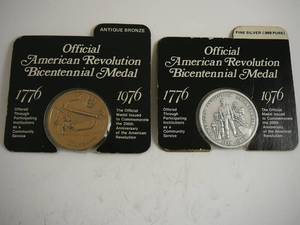 ANTIQUE BRONZE
Official
American Revolution
Bicentennial Medal
1776
1976
Offered
Through
Participating
Institutions
as a
Community
Service
The Official
Medal Issued
to Commemorate
the 200th
Anniversary
of the American
Revolution
FINE SILVER (.999 PURE)
Official
American Revolution
Bicentennial Medal
1776
1976
Offered
Through
Participating
Institutions
as a
Community
Service
The Official
Medal Issued
to Commemorate
the 200th
Anniversary
of the American
Revolution